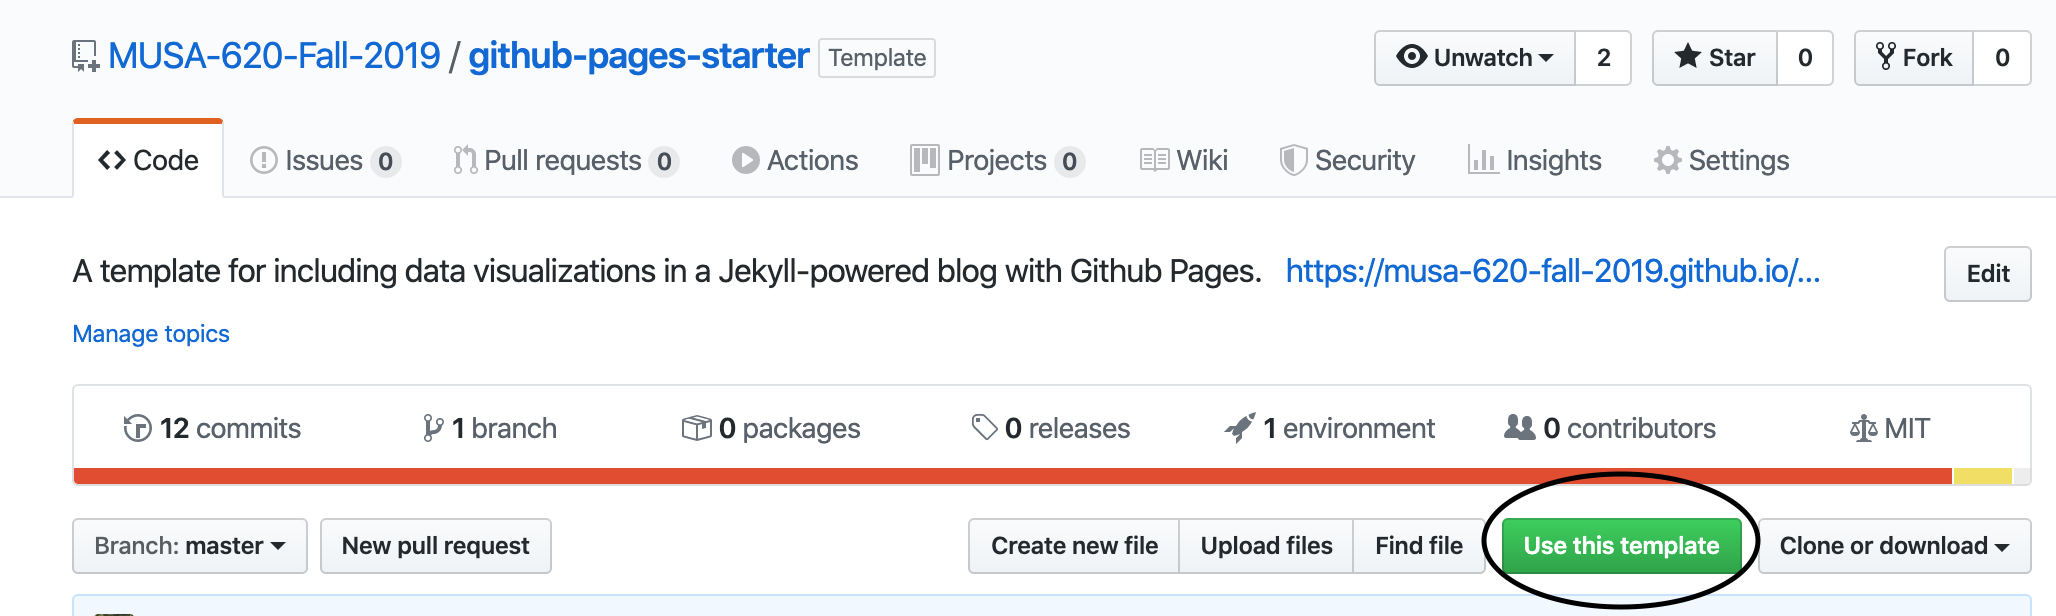 MUSA-620-Fall-2019 / github-pages-starter Template Unwatch 2 Star 0 Fork 0
Code Issues 0 Pull requests 0 Actions Projects 0 Wiki Security Insights Settings
A template for including data visualizations in a Jekyll-powered blog with Github Pages. https://musa-620-fall-2019.github.io/... Edit
Manage topics
12 commits 1 branch 0 packages 0 releases 1 environment 0 contributors MIT
Branch: master New pull request Create new file Upload files Find file Use this template Clone or download